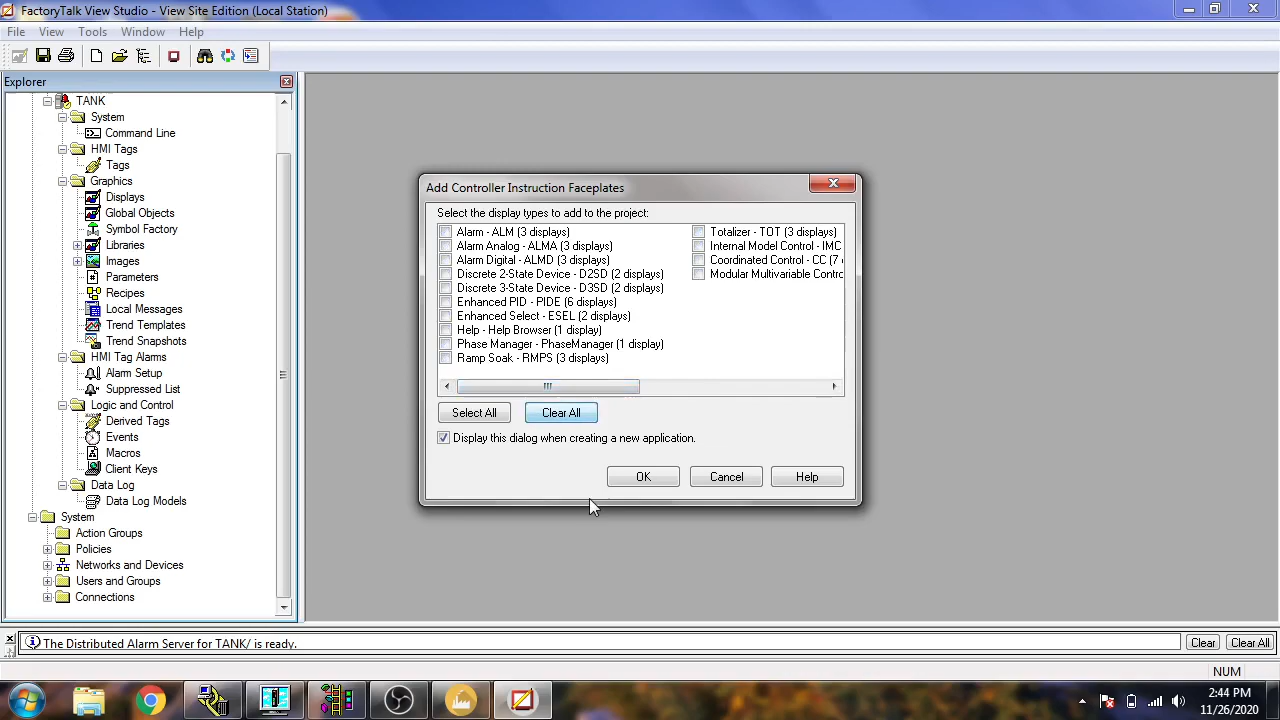 FactoryTalk View Studio - View Site Edition (Local Station)
File View Tools Window Help
Explorer
TANK
System
Command Line
HMI Tags
Tags
Graphics
Displays
Global Objects
Symbol Factory
Libraries
Images
Parameters
Recipes
Local Messages
Trend Templates
Trend Snapshots
HMI Tag Alarms
Alarm Setup
Suppressed List
Logic and Control
Derived Tags
Events
Macros
Client Keys
Data Log
Data Log Models
System
Action Groups
Policies
Networks and Devices
Users and Groups
Connections
Add Controller Instruction Faceplates
Select the display types to add to the project:
Alarm - ALM (3 displays)
Alarm Analog - ALMA (3 displays)
Alarm Digital - ALMD (3 displays)
Discrete 2-State Device - D2SD (2 displays)
Discrete 3-State Device - D3SD (2 displays)
Enhanced PID - PIDE (6 displays)
Enhanced Select - ESEL (2 displays)
Help - Help Browser (1 display)
Phase Manager - PhaseManager (1 display)
Ramp Soak - RMPS (3 displays)
Totalizer - TOT (3 displays)
Internal Model Control - IMC
Coordinated Control - CC (7
Modular Multivariable Contro
Select All Clear All
Display this dialog when creating a new application.
OK Cancel Help
The Distributed Alarm Server for TANK/ is ready.
Clear Clear All
NUM
2:44 PM
11/26/2020